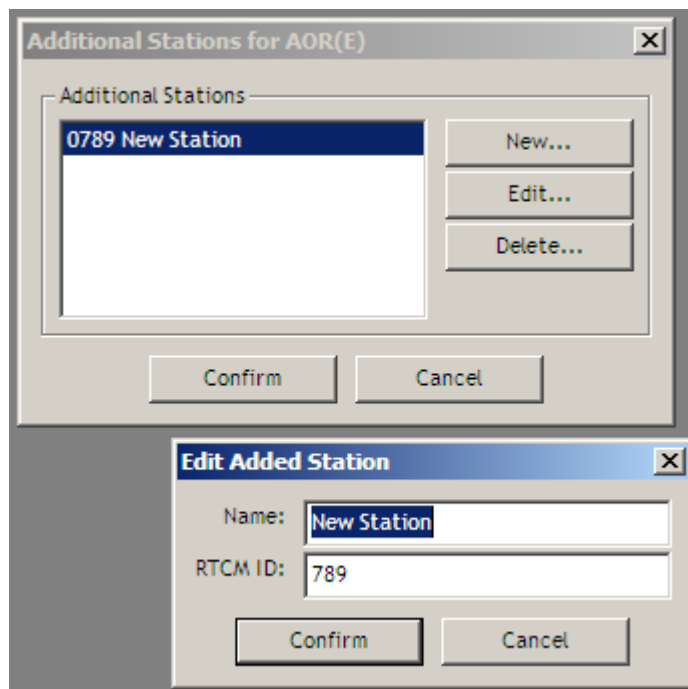 Additional Stations for AOR(E)
Additional Stations
0789 New Station
New...
Edit...
Delete...
Confirm Cancel
Edit Added Station
Name: New Station
RTCM ID: 789
Confirm Cancel